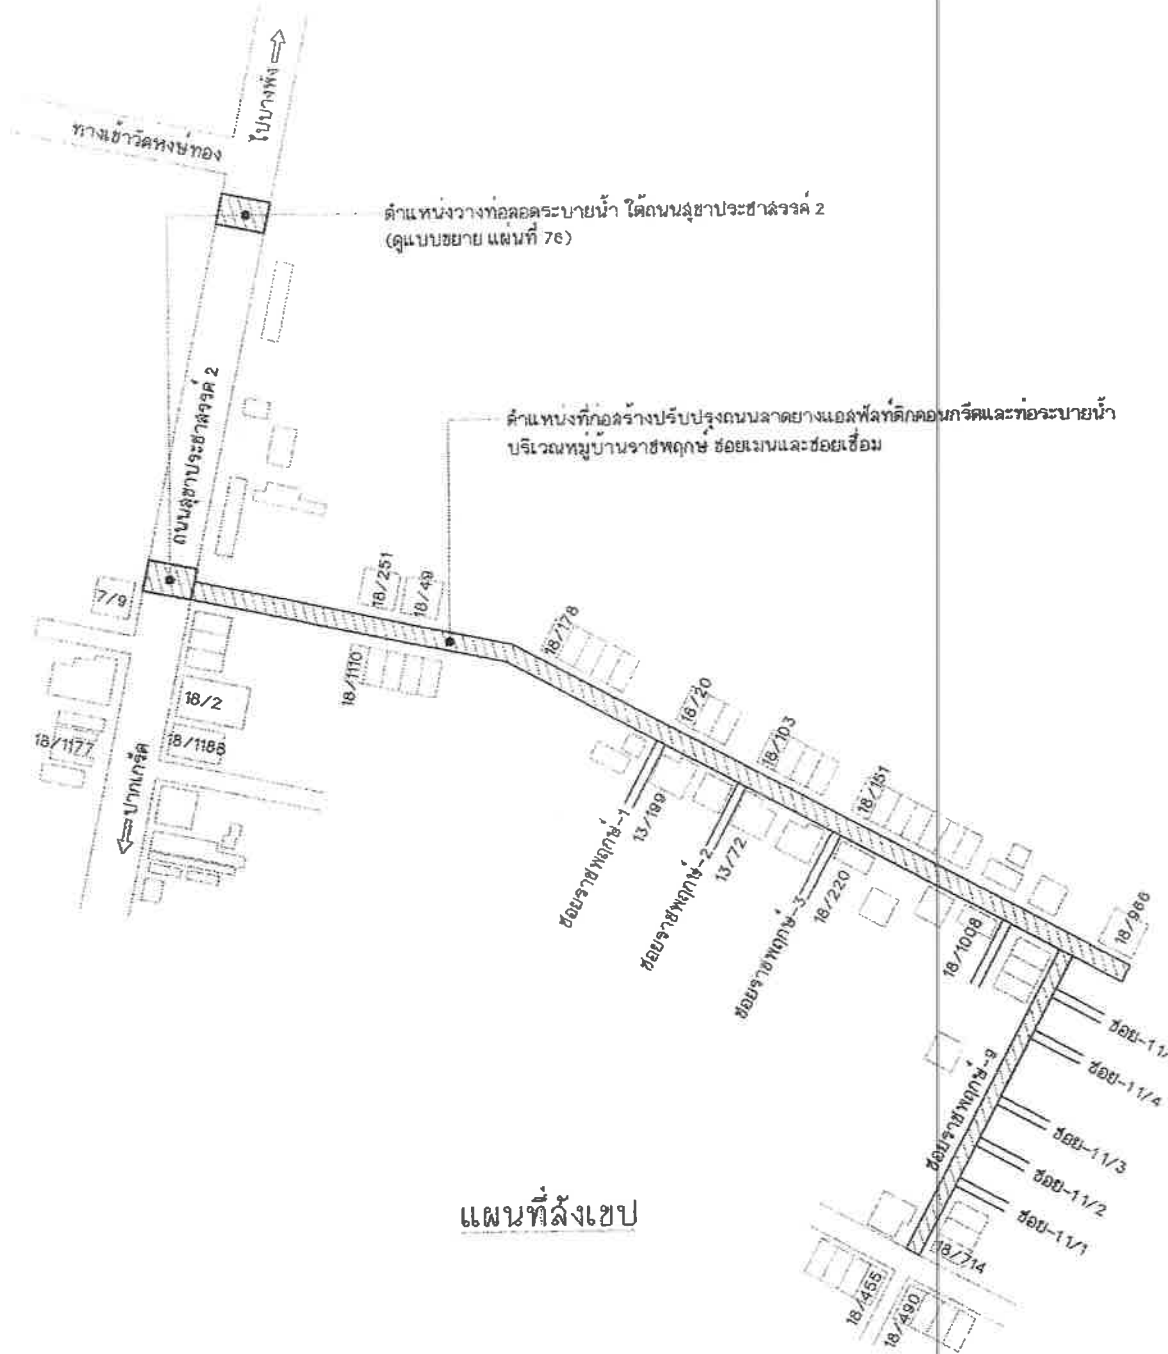 ไปบางพัง
ทางเข้าวัดหงษ์ทอง
ตำแหน่งวางท่อลอดระบายน้ำ ใต้ถนนสุขาประชาสรรค์ 2
(ดูแบบขยาย แผ่นที่ 76)
ถนนสุขาประชาสรรค์ 2
ตำแหน่งที่ก่อสร้างปรับปรุงถนนลาดยางแอสฟัลท์ติกคอนกรีตและท่อระบายน้ำ
บริเวณหมู่บ้านราชพฤกษ์ ซอยเมนและซอยเชื่อม
7/9
18/251
18/49
18/1110
18/178
18/2
18/1177
18/1188
ปากเกร็ด
18/20
18/103
18/151
ซอยราชพฤกษ์-1
13/199
ซอยราชพฤกษ์-2
13/72
ซอยราชพฤกษ์-3
18/220
18/1008
18/966
ซอย-11/
ซอย-11/4
ซอย-11/3
ซอย-11/2
ซอย-11/1
ซอยราชพฤกษ์-9
แผนที่สังเขป
18/714
18/455
18/490